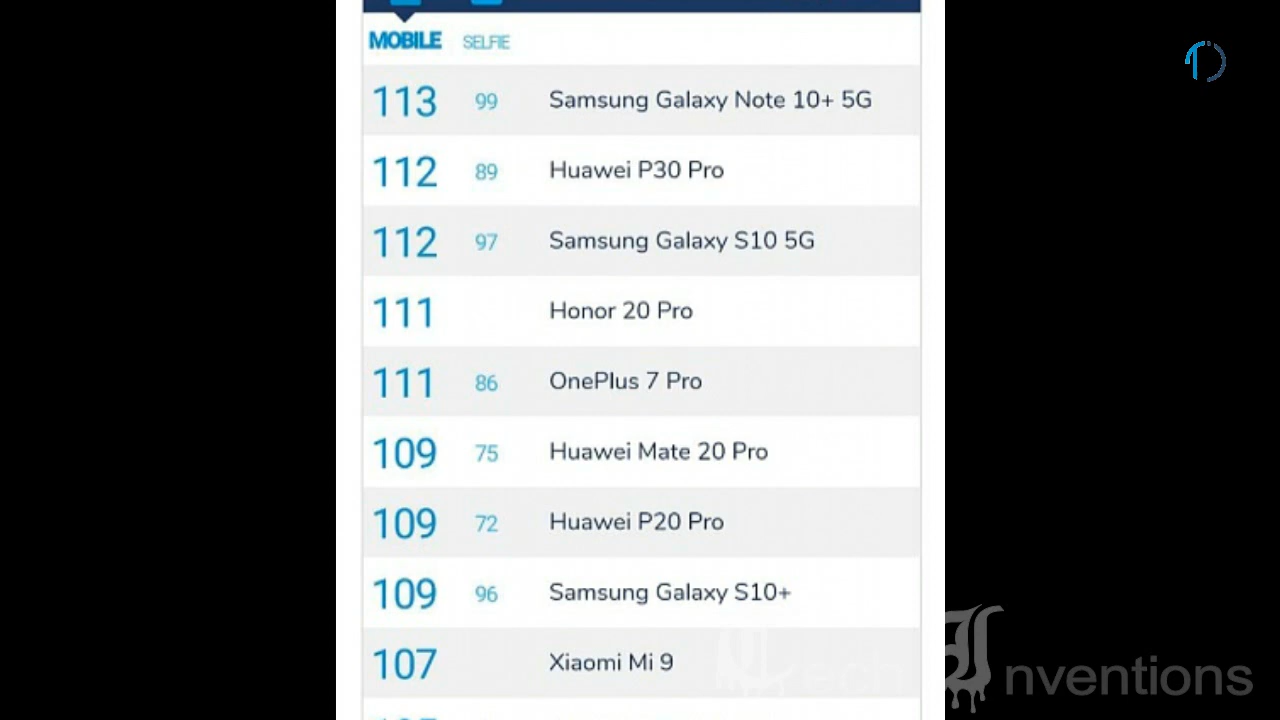 MOBILE SELFIE
113 99 Samsung Galaxy Note 10+ 5G
112 89 Huawei P30 Pro
112 97 Samsung Galaxy S10 5G
111 Honor 20 Pro
111 86 OnePlus 7 Pro
109 75 Huawei Mate 20 Pro
109 72 Huawei P20 Pro
109 96 Samsung Galaxy S10+
107 Xiaomi Mi 9
Tech Inventions